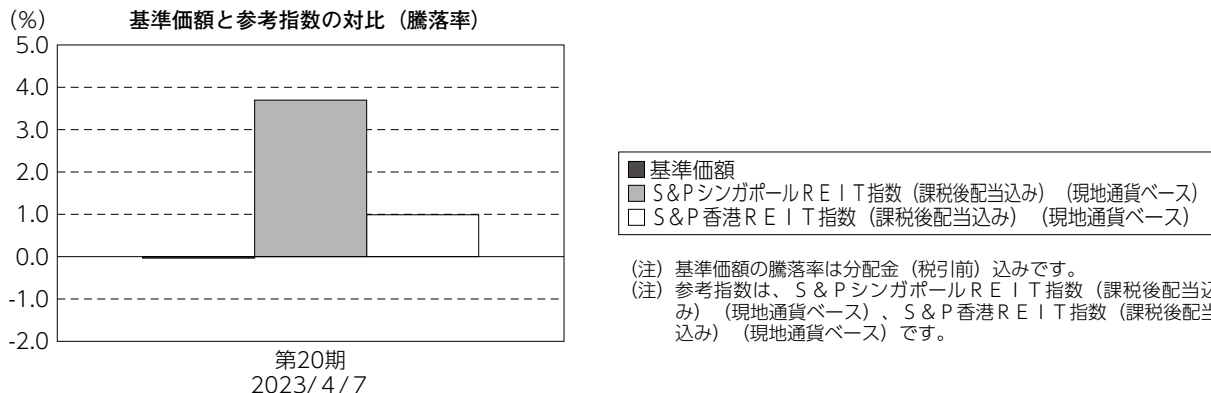 (%)
基準価額と参考指数の対比（騰落率）
5.0
4.0
3.0
2.0
1.0
0.0
-1.0
-2.0
第20期
2023/4/7
基準価額
S&PシンガポールＲＥＩＴ指数（課税後配当込み）（現地通貨ベース）
S&P香港ＲＥＩＴ指数（課税後配当込み）（現地通貨ベース）
（注）基準価額の騰落率は分配金（税引前）込みです。
（注）参考指数は、Ｓ＆ＰシンガポールＲＥＩＴ指数（課税後配当込
み）（現地通貨ベース）、Ｓ＆Ｐ香港ＲＥＩＴ指数（課税後配当
込み）（現地通貨ベース）です。